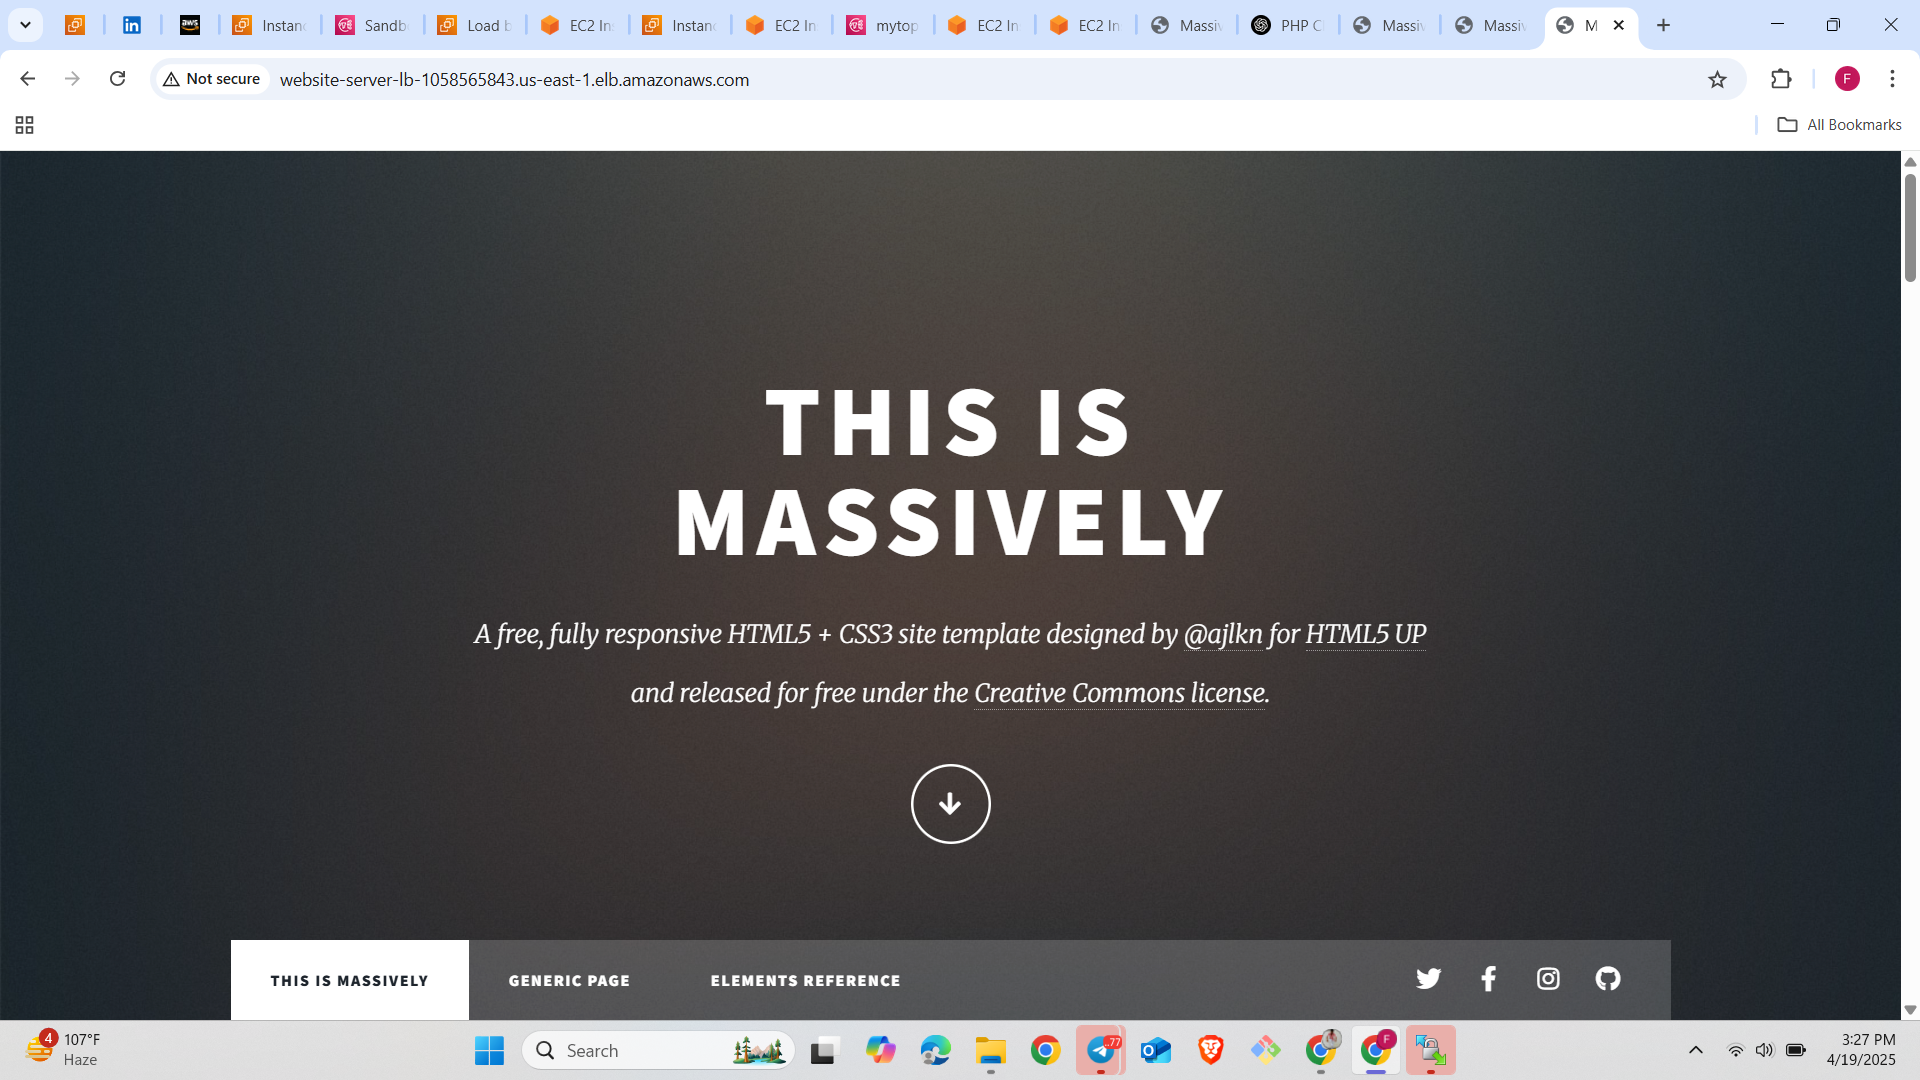 Instanc
Sandb
Load b
EC2 Ins
Instanc
EC2 In
mytop
EC2 In
EC2 In
Massiv
PHP C
Massiv
Massiv
M
Not secure
website-server-lb-1058565843.us-east-1.elb.amazonaws.com
F
All Bookmarks
THIS IS
MASSIVELY
A free, fully responsive HTML5 + CSS3 site template designed by @ajlkn for HTML5 UP
and released for free under the Creative Commons license.
THIS IS MASSIVELY
GENERIC PAGE
ELEMENTS REFERENCE
4
107°F
Haze
Search
.77
F
3:27 PM
4/19/2025